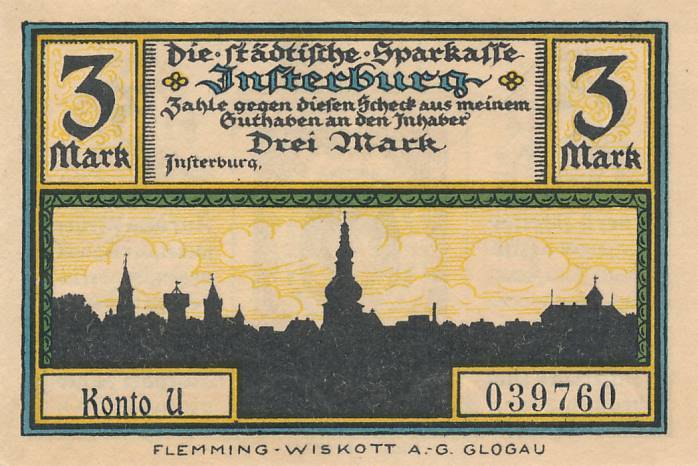 3
Mark
Die städtische Sparkasse
Insterburg
Zahle gegen diesen Scheck aus meinem
Guthaben an den Inhaber
Drei Mark
Insterburg,
3
Mark
Konto U
039760
FLEMMING-WISKOTT A.-G. GLOGAU